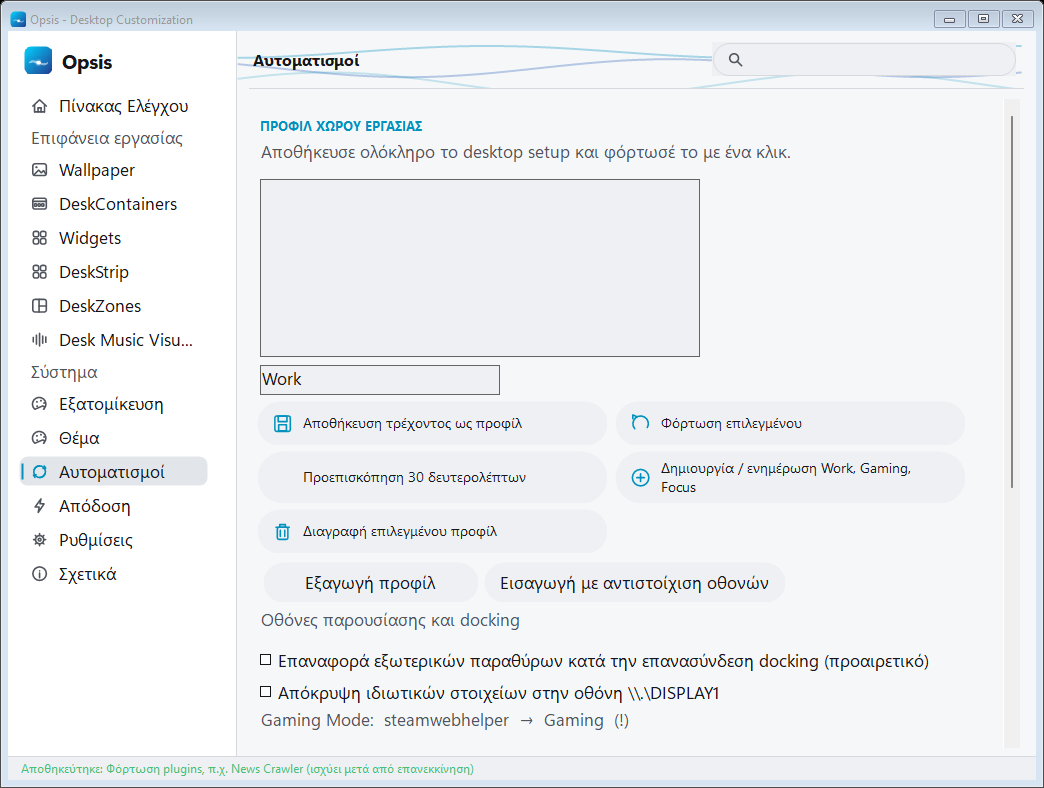 Opsis - Desktop Customization
Opsis
Αυτοματισμοί
Πίνακας Ελέγχου
Επιφάνεια εργασίας
Wallpaper
DeskContainers
Widgets
DeskStrip
DeskZones
Desk Music Visu...
Σύστημα
Εξατομίκευση
Θέμα
Αυτοματισμοί
Απόδοση
Ρυθμίσεις
Σχετικά
ΠΡΟΦΙΛ ΧΩΡΟΥ ΕΡΓΑΣΙΑΣ
Αποθήκευσε ολόκληρο το desktop setup και φόρτωσέ το με ένα κλικ.
Work
Αποθήκευση τρέχοντος ως προφίλ
Φόρτωση επιλεγμένου
Προεπισκόπηση 30 δευτερολέπτων
Δημιουργία / ενημέρωση Work, Gaming,
Focus
Διαγραφή επιλεγμένου προφίλ
Εξαγωγή προφίλ
Εισαγωγή με αντιστοίχιση οθονών
Οθόνες παρουσίασης και docking
Επαναφορά εξωτερικών παραθύρων κατά την επανασύνδεση docking (προαιρετικό)
Απόκρυψη ιδιωτικών στοιχείων στην οθόνη \\.\DISPLAY1
Gaming Mode: steamwebhelper → Gaming (!)
Αποθηκεύτηκε: Φόρτωση plugins, π.χ. News Crawler (ισχύει μετά από επανεκκίνηση)